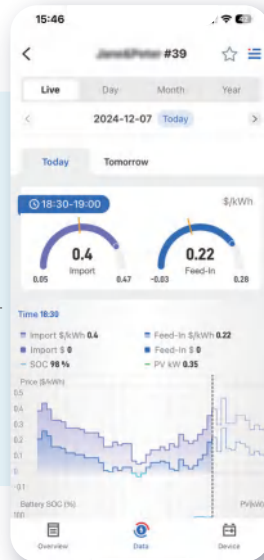 15:46
#39
Live Day Month Year
2024-12-07 Today
Today Tomorrow
18:30-19:00
$/kWh
0.4
Import
0.05 0.47
0.22
Feed-In
-0.03 0.28
Time 18:30
Import $/kWh 0.4
Feed-In $/kWh 0.22
Import $ 0
Feed-In $ 0
SOC 98 %
PV kW 0.35
Price ($/kWh)
0.5
0.4
0.3
0.2
0.1
0
-0.1
Battery SOC (%)
PV(kW)
100
Overview Data Device